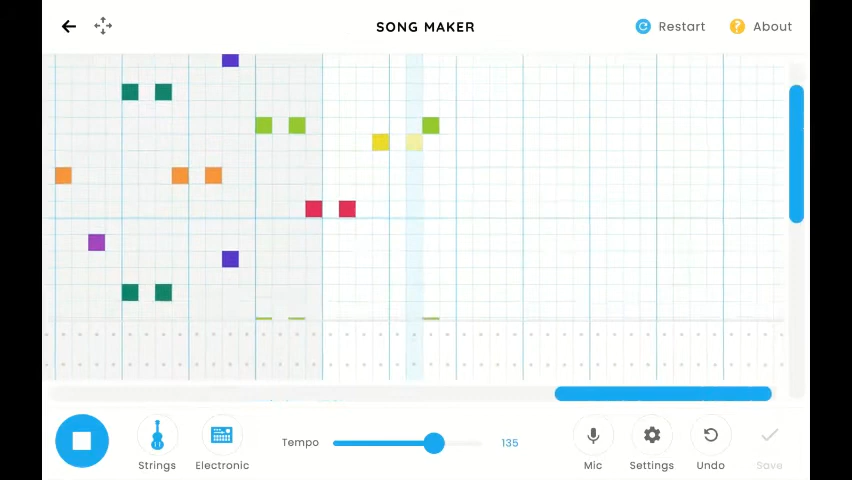 SONG MAKER
Restart
About
Strings
Electronic
Tempo
135
Mic
Settings
Undo
Save